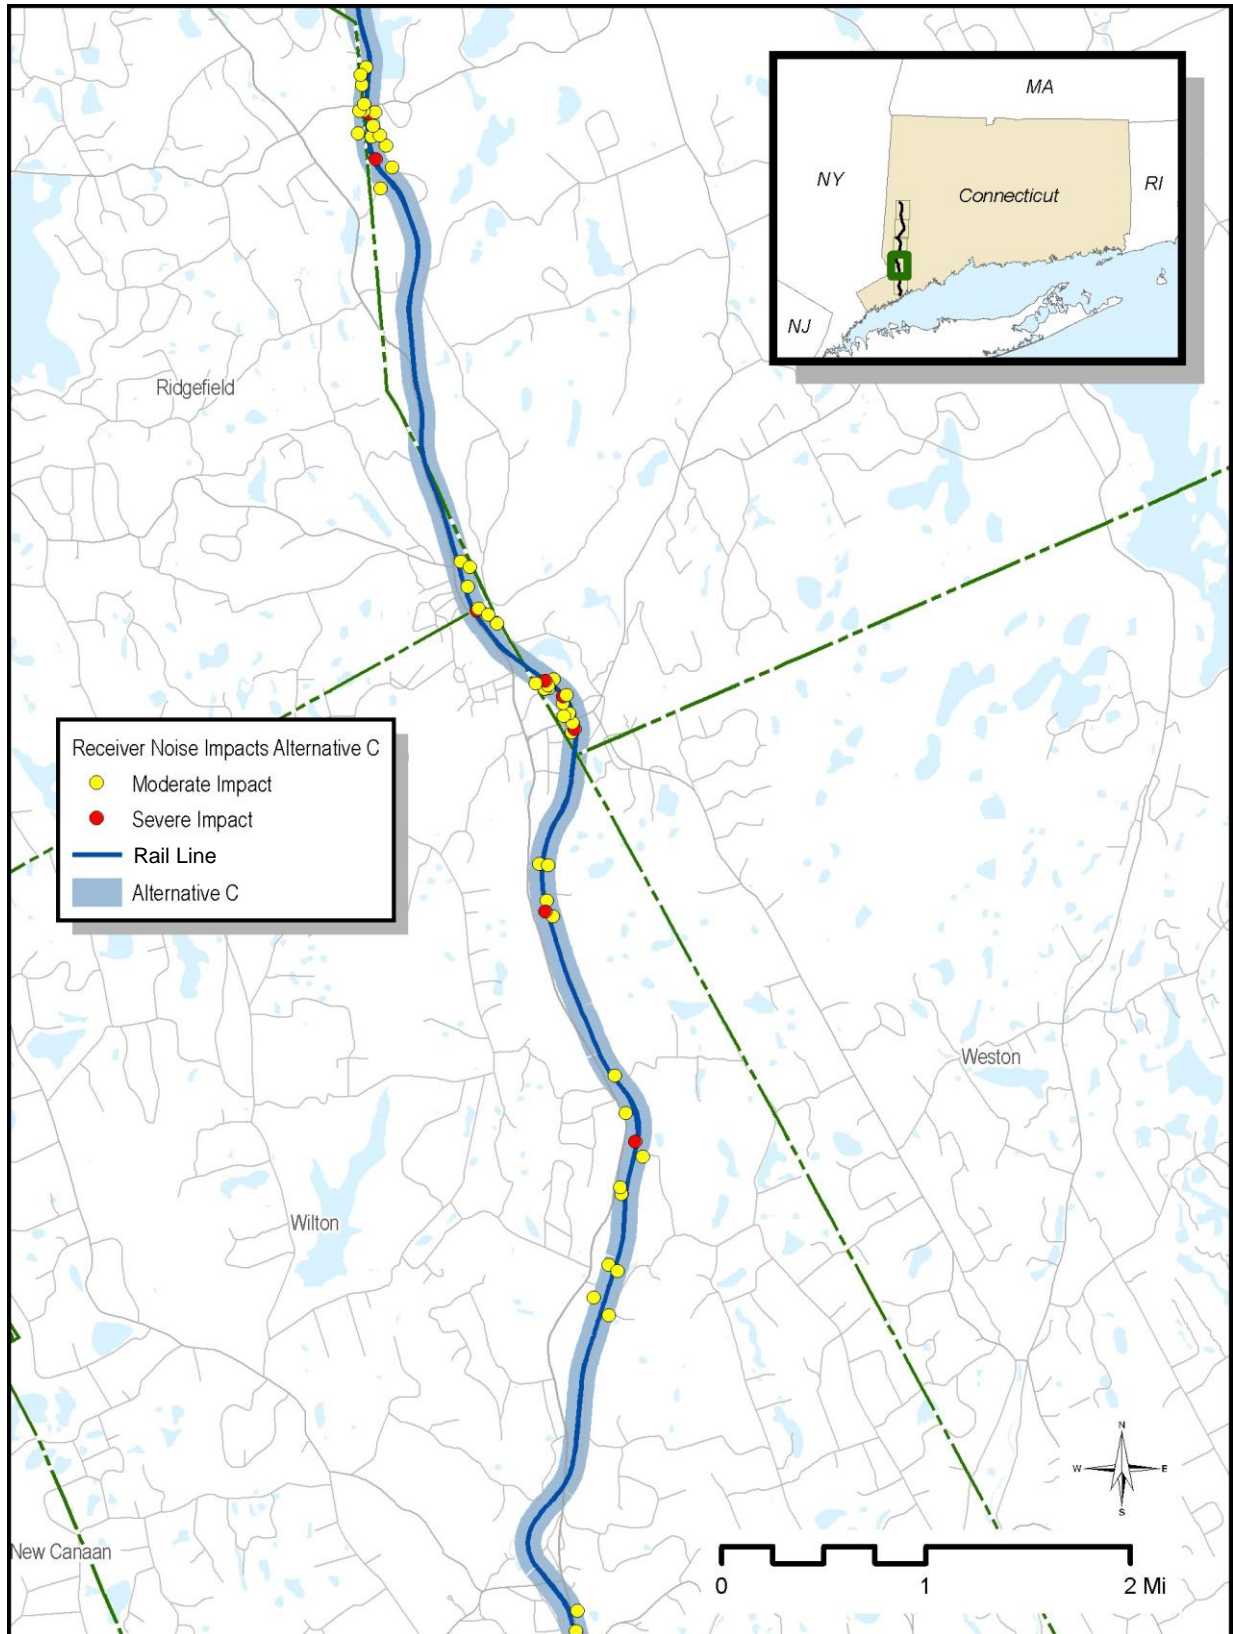 MA
NY
Connecticut
RI
NJ
Ridgefield
Receiver Noise Impacts Alternative C
Moderate Impact
Severe Impact
Rail Line
Alternative C
Weston
Wilton
New Canaan
N
W
E
S
0 1 2 Mi